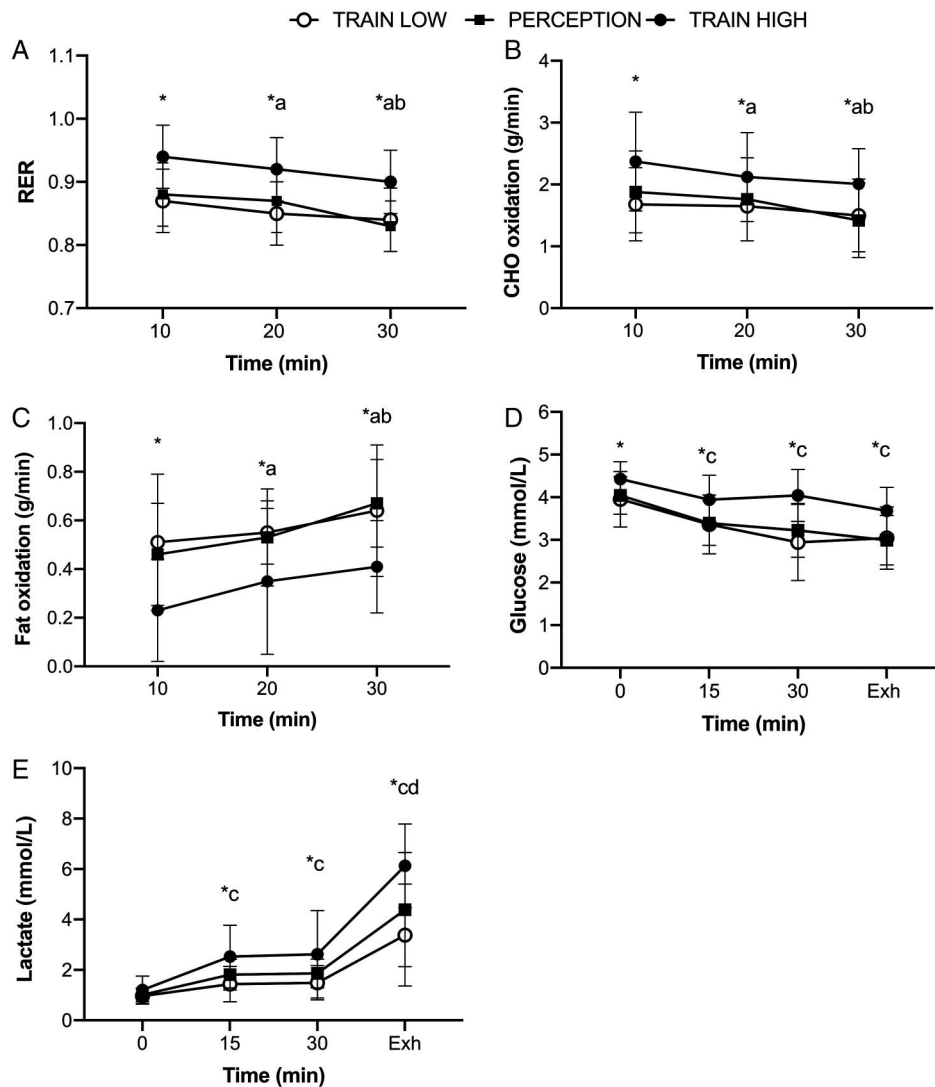 TRAIN LOW PERCEPTION TRAIN HIGH
A
1.1
1.0
0.9
0.8
0.7
RER
* *a *ab
10 20 30
Time (min)
B
4
3
2
1
0
CHO oxidation (g/min)
* *a *ab
10 20 30
Time (min)
C
1.0
0.8
0.6
0.4
0.2
0.0
Fat oxidation (g/min)
* *a *ab
10 20 30
Time (min)
D
6
5
4
3
2
1
0
Glucose (mmol/L)
* *c *c *c
0 15 30 Exh
Time (min)
E
10
8
6
4
2
0
Lactate (mmol/L)
*c *c *cd
0 15 30 Exh
Time (min)